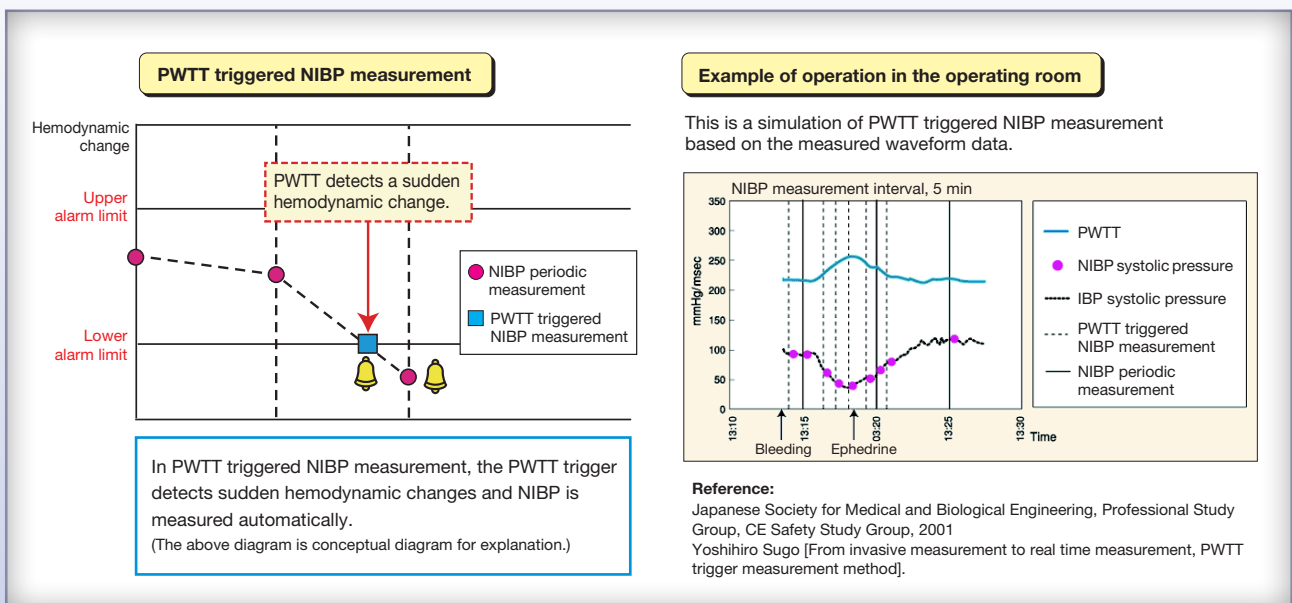 PWTT triggered NIBP measurement
Hemodynamic
change
Upper
alarm limit
Lower
alarm limit
PWTT detects a sudden
hemodynamic change.
NIBP periodic
measurement
PWTT triggered
NIBP measurement
In PWTT triggered NIBP measurement, the PWTT trigger
detects sudden hemodynamic changes and NIBP is
measured automatically.
(The above diagram is conceptual diagram for explanation.)
Example of operation in the operating room
This is a simulation of PWTT triggered NIBP measurement
based on the measured waveform data.
NIBP measurement interval, 5 min
mmHg/msec
350
300
250
200
150
100
50
0
13:10
13:15
03:20
13:25
13:30
Time
Bleeding
Ephedrine
PWTT
NIBP systolic pressure
IBP systolic pressure
PWTT triggered
NIBP measurement
NIBP periodic
measurement
Reference:
Japanese Society for Medical and Biological Engineering, Professional Study
Group, CE Safety Study Group, 2001
Yoshihiro Sugo [From invasive measurement to real time measurement, PWTT
trigger measurement method].